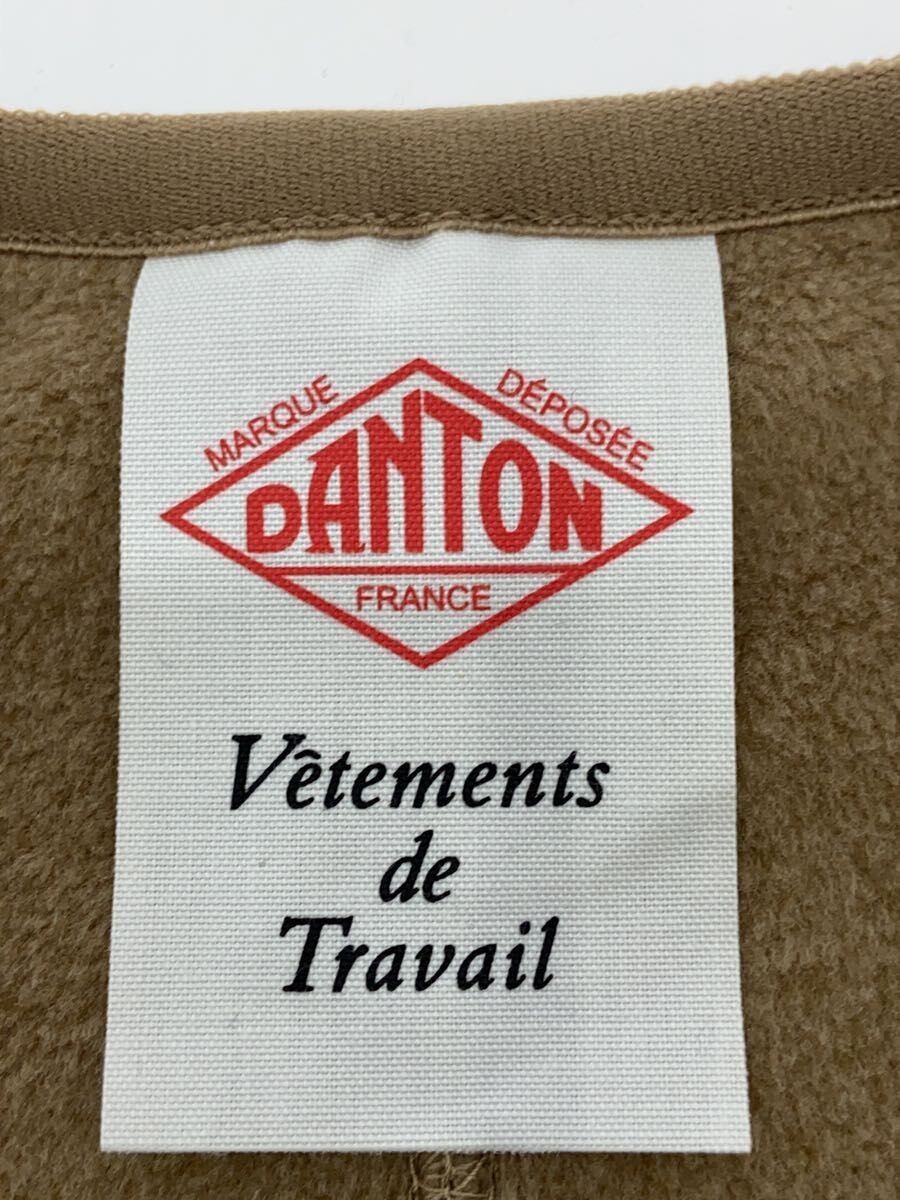 MARQUE DÉPOSÉE
DANTON
FRANCE
Vêtements
de
Travail